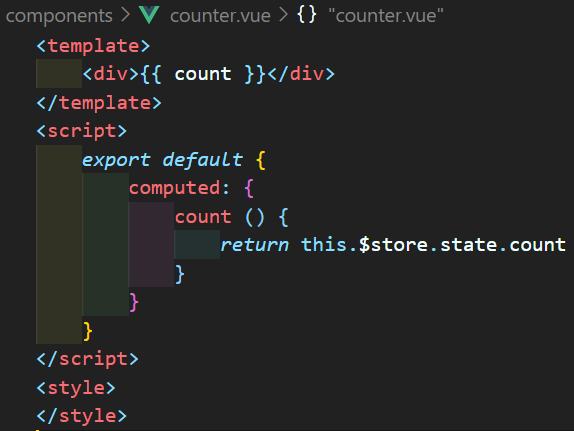 components > counter.vue > {} "counter.vue"
<template>
<div>{{ count }}</div>
</template>
<script>
export default {
computed: {
count () {
return this.$store.state.count
}
}
}
</script>
<style>
</style>